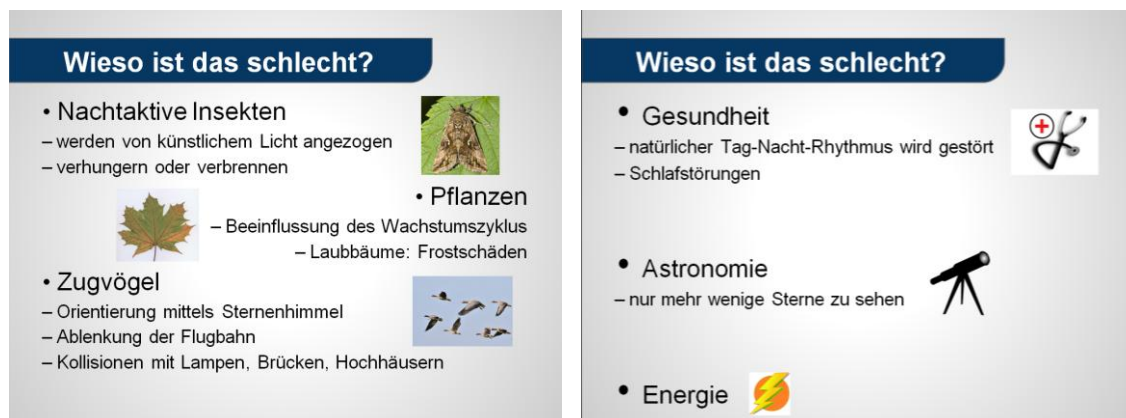 Wieso ist das schlecht?
• Nachtaktive Insekten
– werden von künstlichem Licht angezogen
– verhungern oder verbrennen
• Pflanzen
– Beeinflussung des Wachstumszyklus
– Laubbäume: Frostschäden
• Zugvögel
– Orientierung mittels Sternenhimmel
– Ablenkung der Flugbahn
– Kollisionen mit Lampen, Brücken, Hochhäusern
Wieso ist das schlecht?
• Gesundheit
– natürlicher Tag-Nacht-Rhythmus wird gestört
– Schlafstörungen
• Astronomie
– nur mehr wenige Sterne zu sehen
• Energie